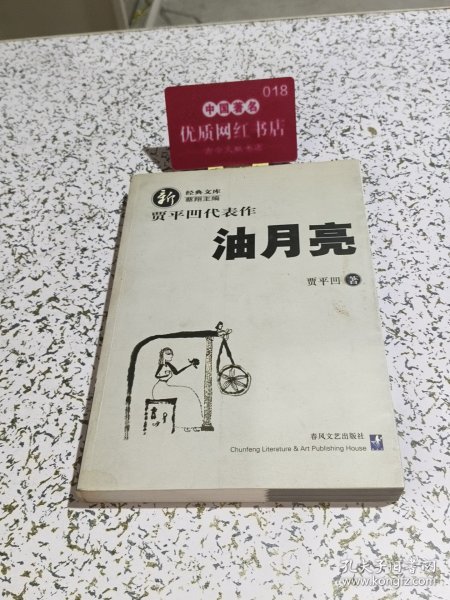 018
中国著名
优质网红书店
新
经典文库
蔡翔主编
贾平凹代表作
油月亮
贾平凹 著
春风文艺出版社
Chunfeng Literature & Art Publishing House
孔夫子旧书网
www.kongfz.com